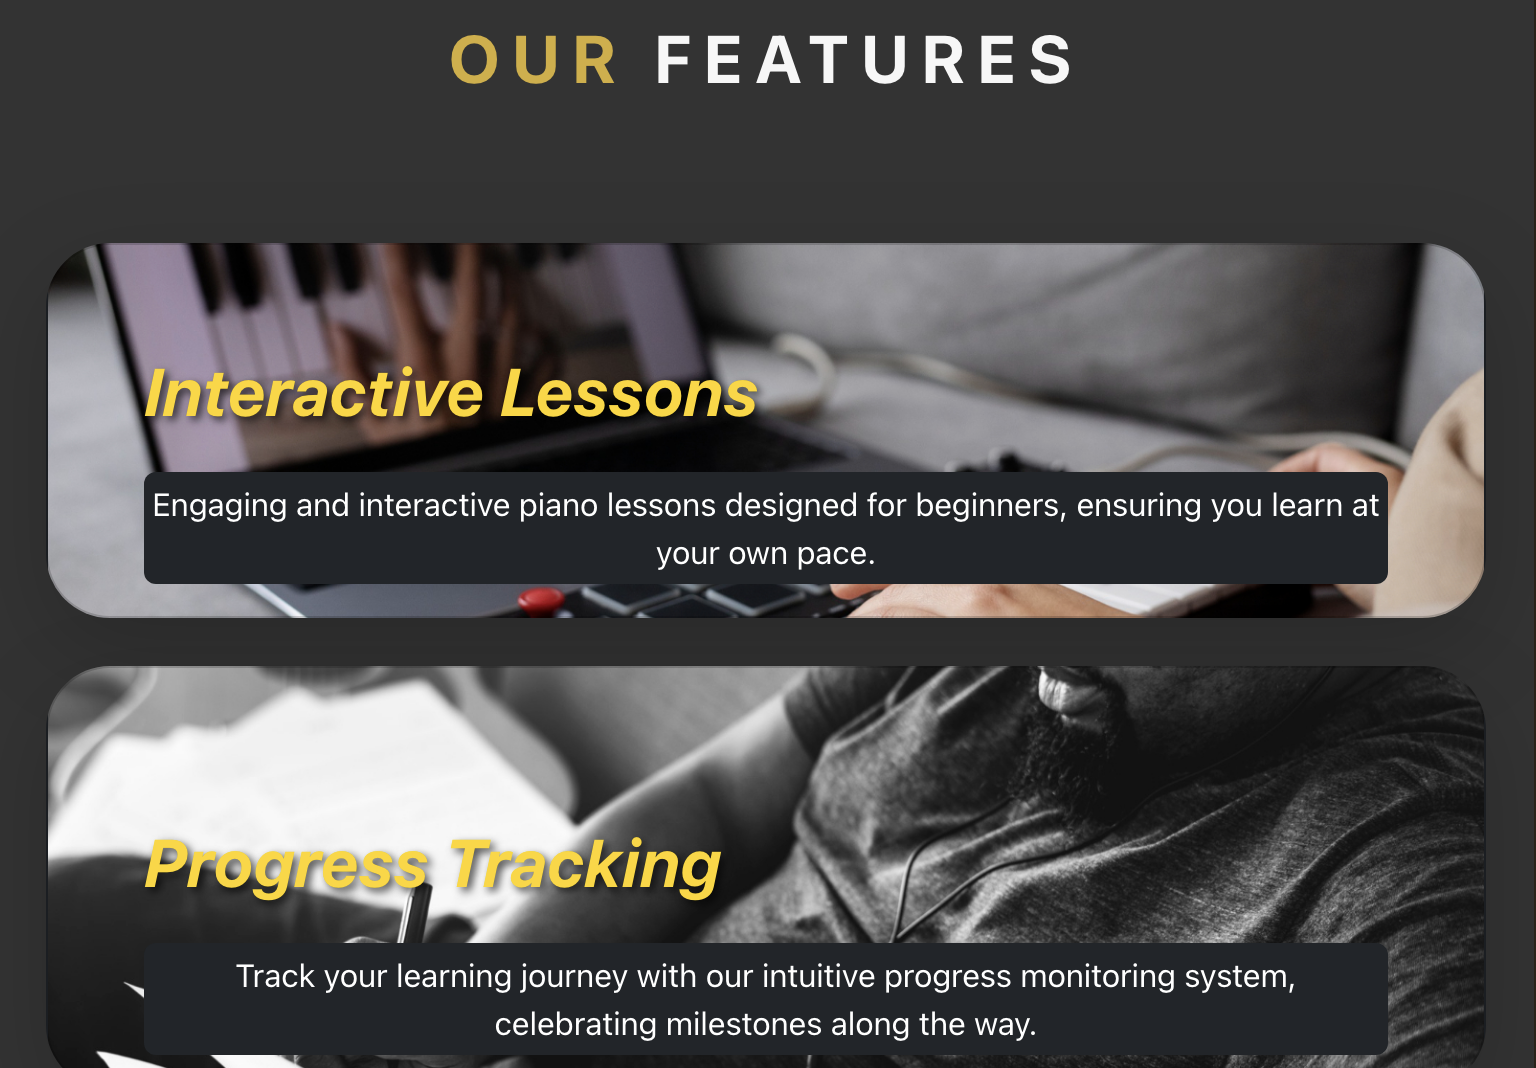 OUR FEATURES
Interactive Lessons
Engaging and interactive piano lessons designed for beginners, ensuring you learn at
your own pace.
Progress Tracking
Track your learning journey with our intuitive progress monitoring system,
celebrating milestones along the way.